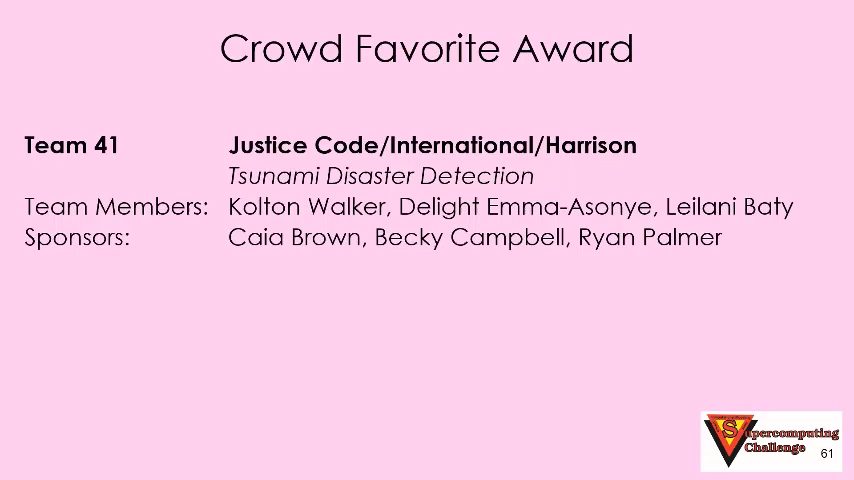 Crowd Favorite Award
Team 41 Justice Code/International/Harrison
Tsunami Disaster Detection
Team Members: Kolton Walker, Delight Emma-Asonye, Leilani Baty
Sponsors: Caia Brown, Becky Campbell, Ryan Palmer
Supercomputing
Challenge
61